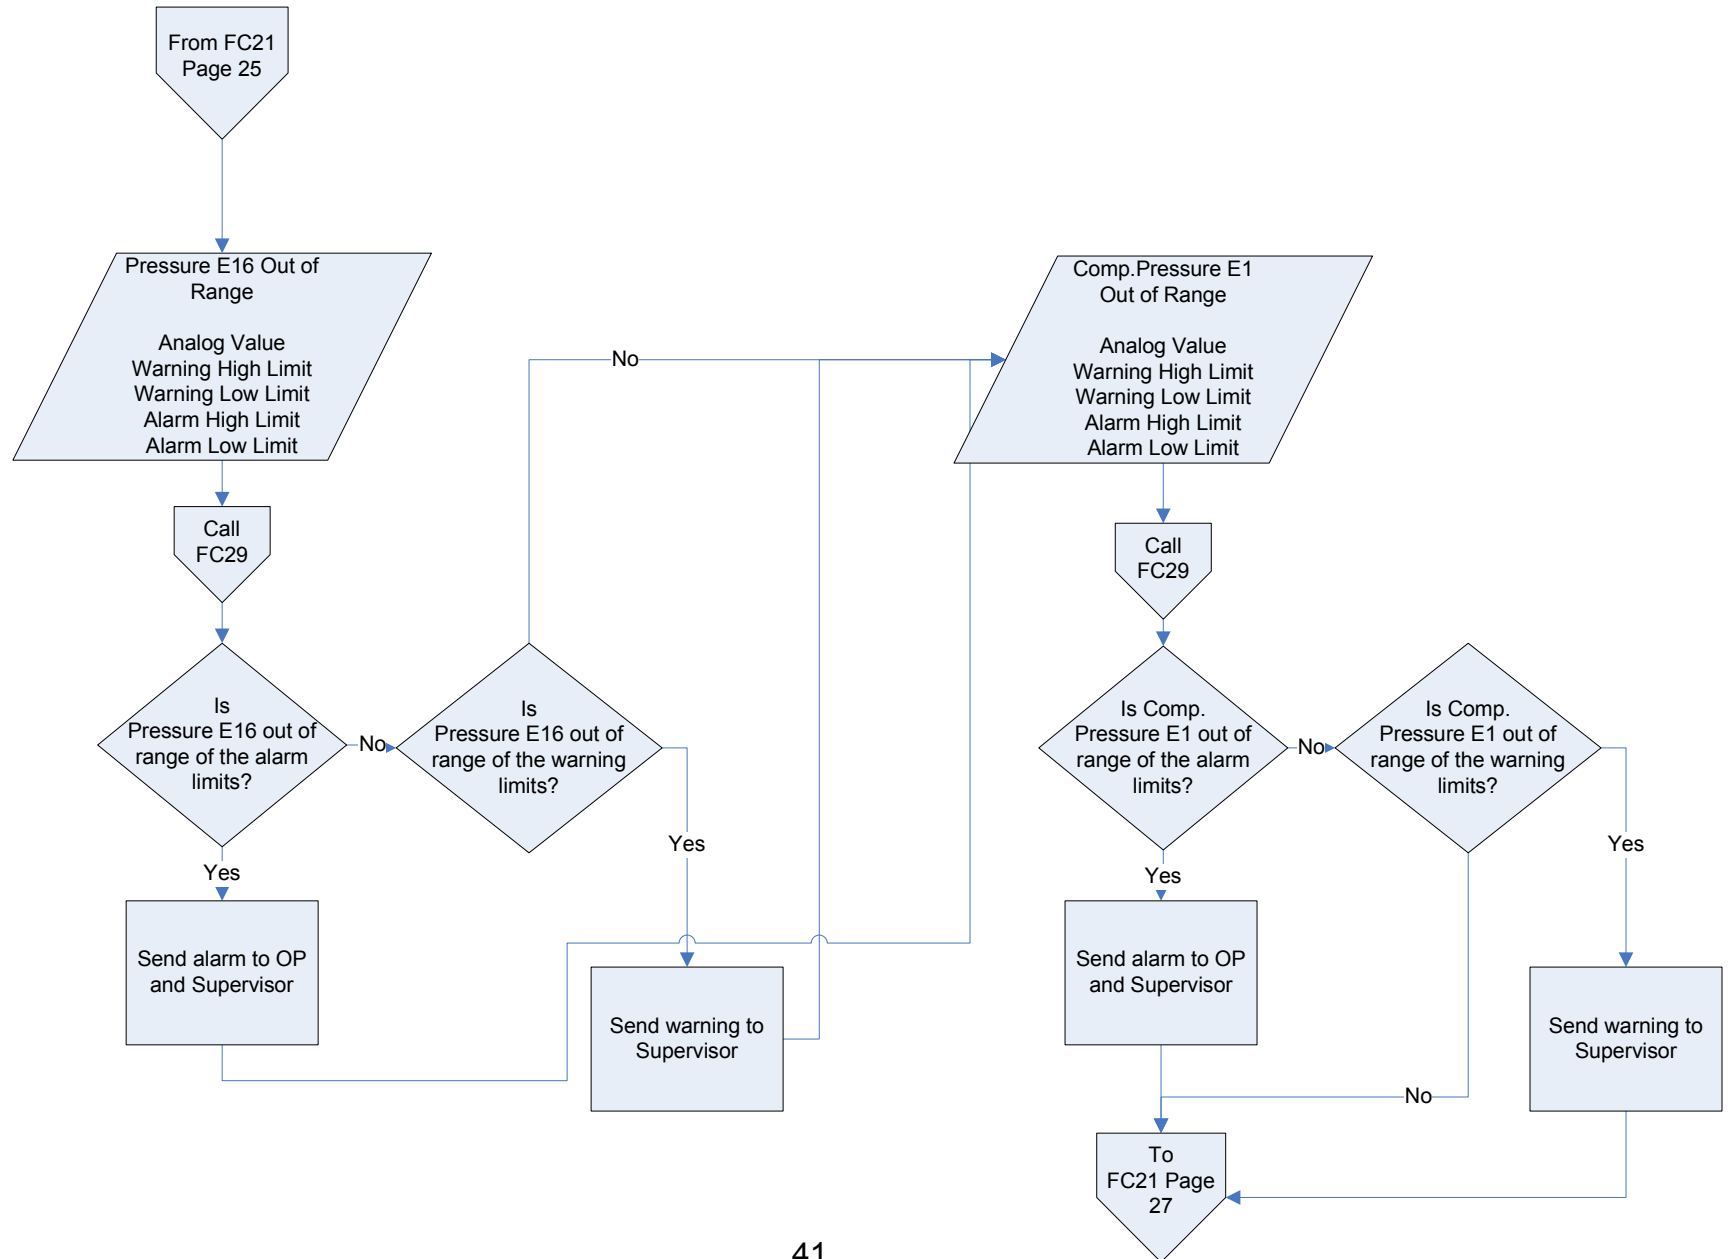 From FC21
Page 25
Pressure E16 Out of
Range
Analog Value
Warning High Limit
Warning Low Limit
Alarm High Limit
Alarm Low Limit
Call
FC29
Is
Pressure E16 out of
range of the alarm
limits?
No
Is
Pressure E16 out of
range of the warning
limits?
No
Yes
Send alarm to OP
and Supervisor
Yes
Send warning to
Supervisor
Comp.Pressure E1
Out of Range
Analog Value
Warning High Limit
Warning Low Limit
Alarm High Limit
Alarm Low Limit
Call
FC29
Is Comp.
Pressure E1 out of
range of the alarm
limits?
No
Is Comp.
Pressure E1 out of
range of the warning
limits?
Yes
Send alarm to OP
and Supervisor
Yes
Send warning to
Supervisor
No
To
FC21 Page
27
41